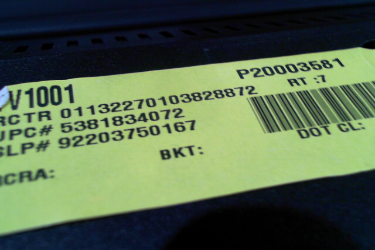 V1001
P20003581
RCTR 01132270103828872
RT :7
UPC# 5381834072
SLP# 92203750167
DOT CL:
BKT:
CRA: